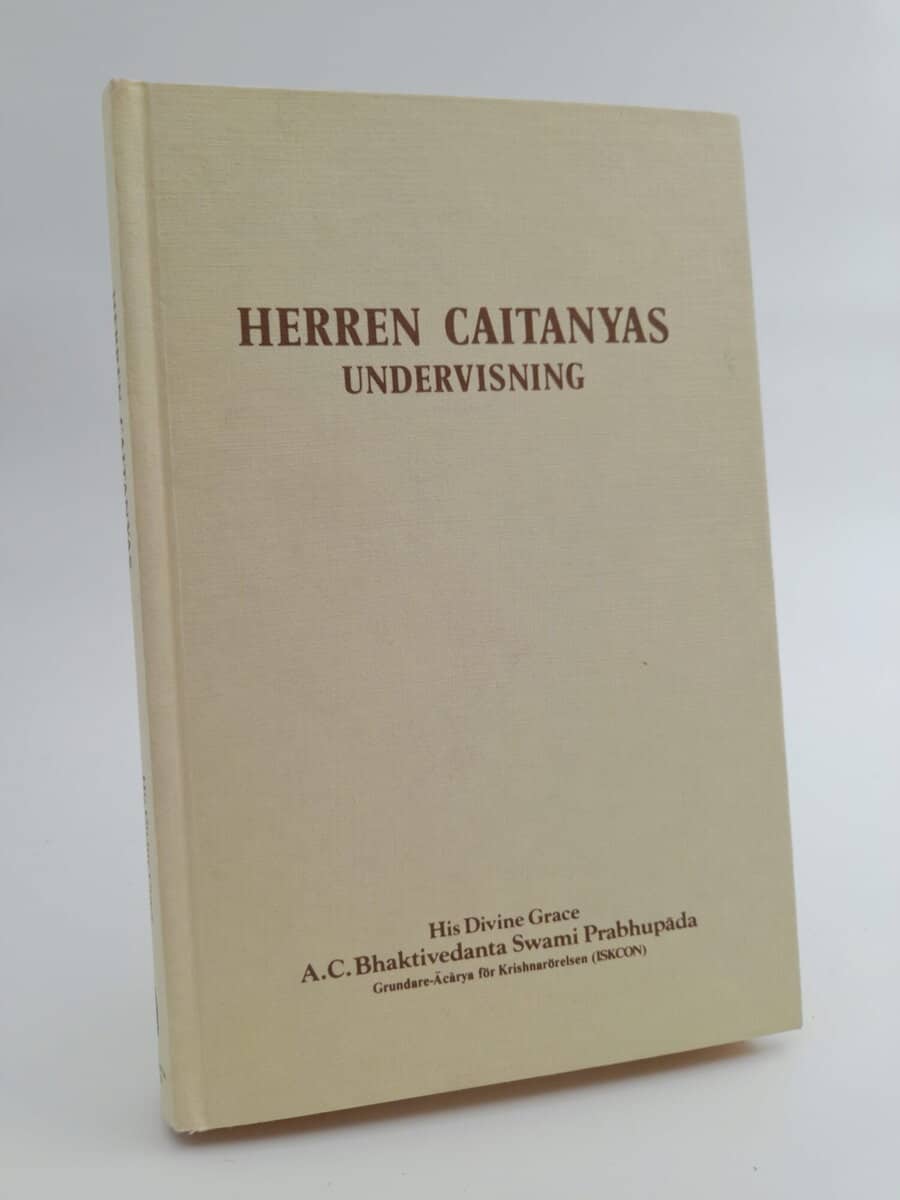 HERREN CAITANYAS
UNDERVISNING
His Divine Grace
A.C. Bhaktivedanta Swami Prabhupāda
Grundare-Ācārya för Krishnarörelsen (ISKCON)